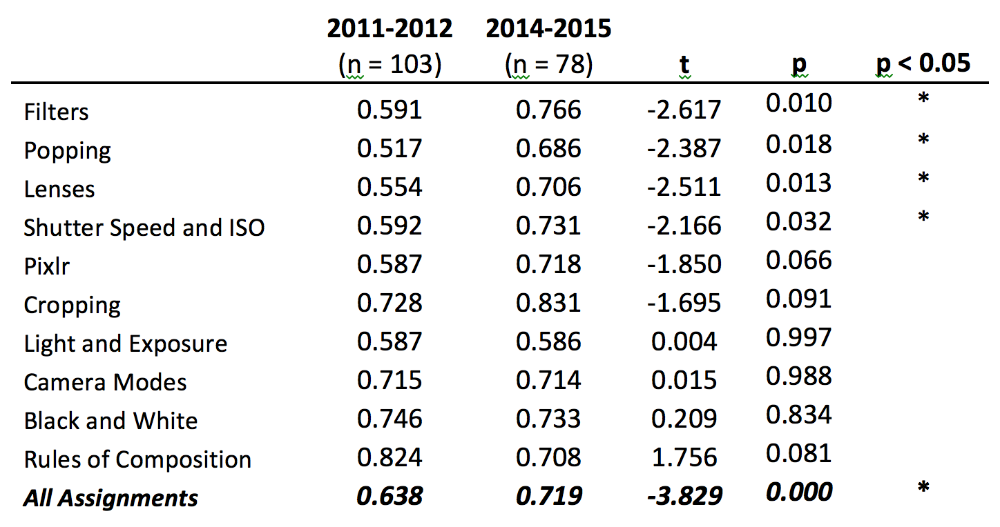 2011-2012 2014-2015
(n = 103) (n = 78) t p p < 0.05
Filters 0.591 0.766 -2.617 0.010 *
Popping 0.517 0.686 -2.387 0.018 *
Lenses 0.554 0.706 -2.511 0.013 *
Shutter Speed and ISO 0.592 0.731 -2.166 0.032 *
Pixlr 0.587 0.718 -1.850 0.066
Cropping 0.728 0.831 -1.695 0.091
Light and Exposure 0.587 0.586 0.004 0.997
Camera Modes 0.715 0.714 0.015 0.988
Black and White 0.746 0.733 0.209 0.834
Rules of Composition 0.824 0.708 1.756 0.081
All Assignments 0.638 0.719 -3.829 0.000 *